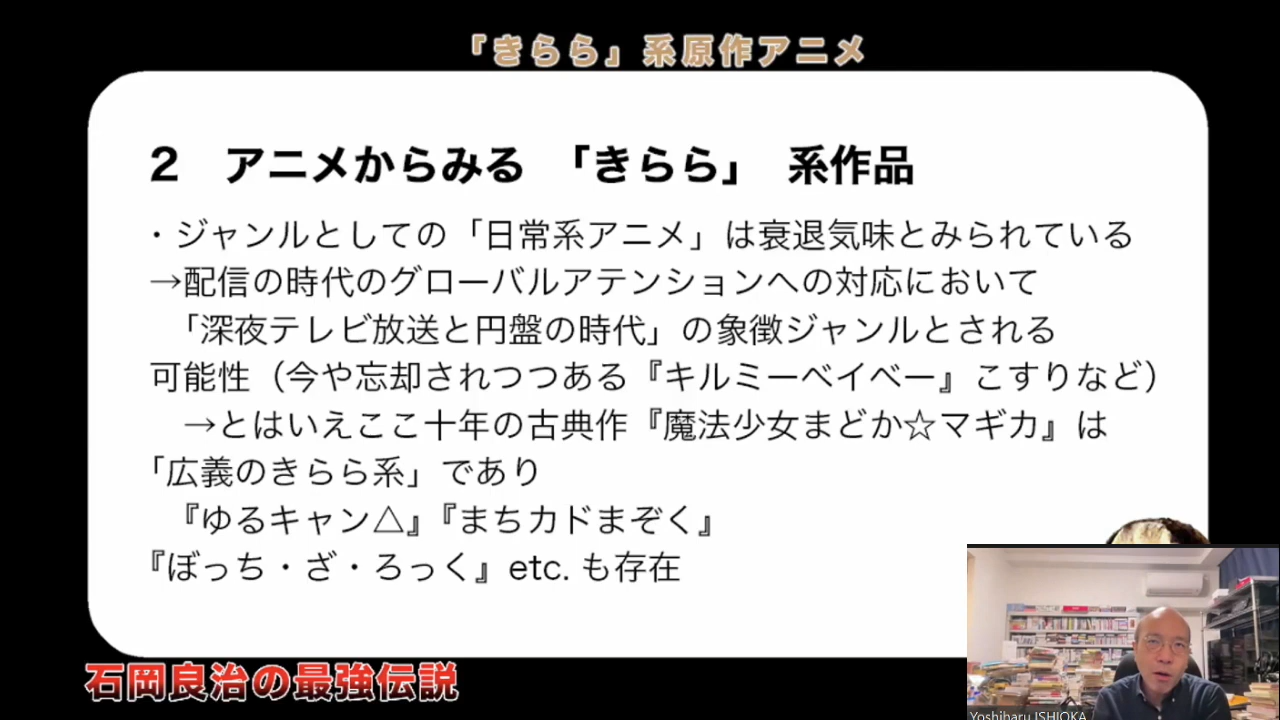 『きらら』系原作アニメ
2　アニメからみる　「きらら」　系作品
・ジャンルとしての「日常系アニメ」は衰退気味とみられている
→配信の時代のグローバルアテンションへの対応において
「深夜テレビ放送と円盤の時代」の象徴ジャンルとされる
可能性（今や忘却されつつある『キルミーベイベー』こすりなど）
→とはいえここ十年の古典作『魔法少女まどか☆マギカ』は
「広義のきらら系」であり
『ゆるキャン△』『まちカドまぞく』
『ぼっち・ざ・ろっく』etc. も存在
石岡良治の最強伝説
Yoshiharu ISHIOKA